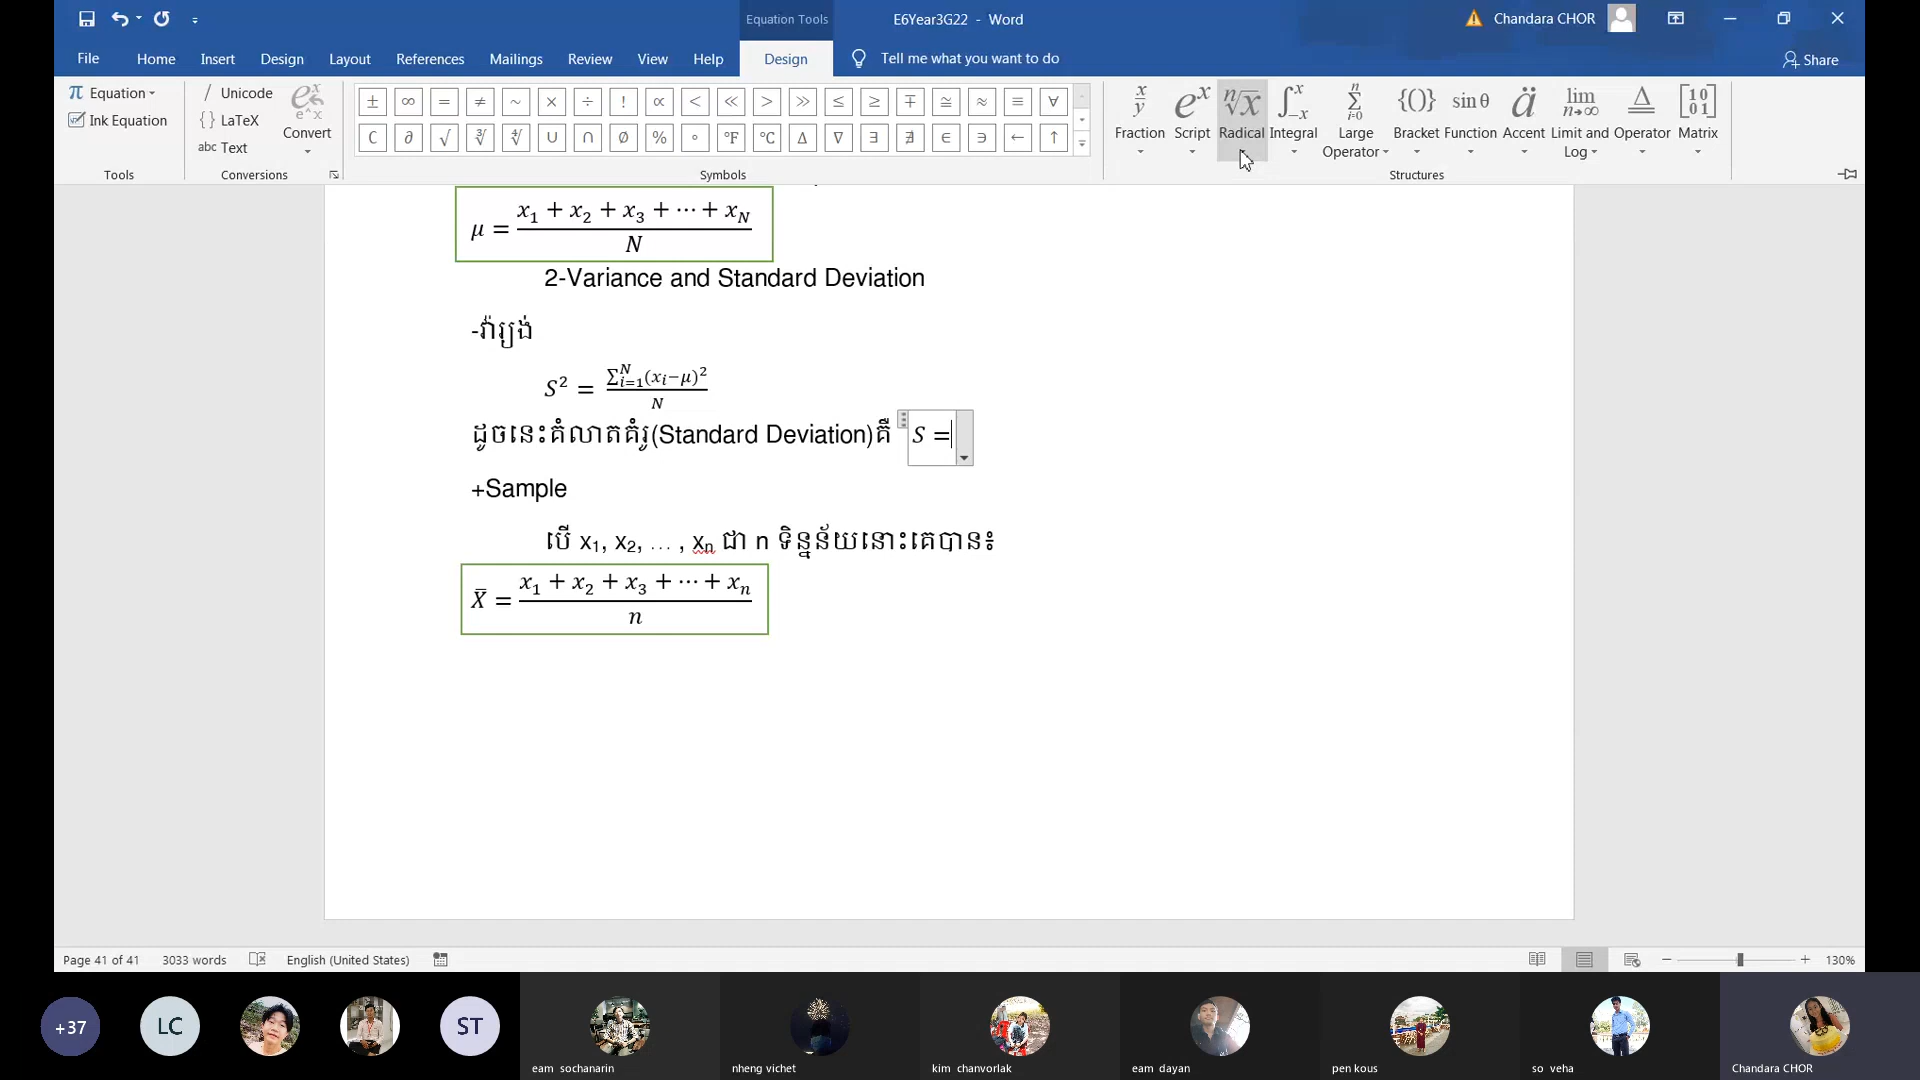 Equation Tools
E6Year3G22 - Word
Chandara CHOR
File Home Insert Design Layout References Mailings Review View Help Design Tell me what you want to do Share
π Equation
Ink Equation
Tools
/ Unicode
{ } LaTeX
abc Text
Convert
Conversions
± ∞ = ≠ ~ × ÷ ! ∝ < ≪ > ≫ ≤ ≥ ∓ ≅ ≈ ≡ ∀
∁ ∂ √ ∛ ∜ ∪ ∩ ∅ % ° °F °C ∆ ∇ ∃ ∄ ∈ ∋ ← ↑
Symbols
Fraction Script Radical Integral Large Operator Bracket Function Accent Limit and Log Operator Matrix
Structures
μ = (x₁ + x₂ + x₃ + ⋯ + x_N) / N
2-Variance and Standard Deviation
-វ៉ារ្យង់
S² = ∑_{i=1}^{N}(x_i−μ)² / N
ដូចនេះគំលាតគំរូ(Standard Deviation)គឺ S =
+Sample
បើ x₁, x₂, … , xₙ ជា n ទិន្នន័យនោះគេបាន៖
X̄ = (x₁ + x₂ + x₃ + ⋯ + xₙ) / n
Page 41 of 41 3033 words English (United States) 130%
+37 LC ST
eam sochanarin
nheng vichet
kim chanvorlak
eam dayan
pen kous
so veha
Chandara CHOR